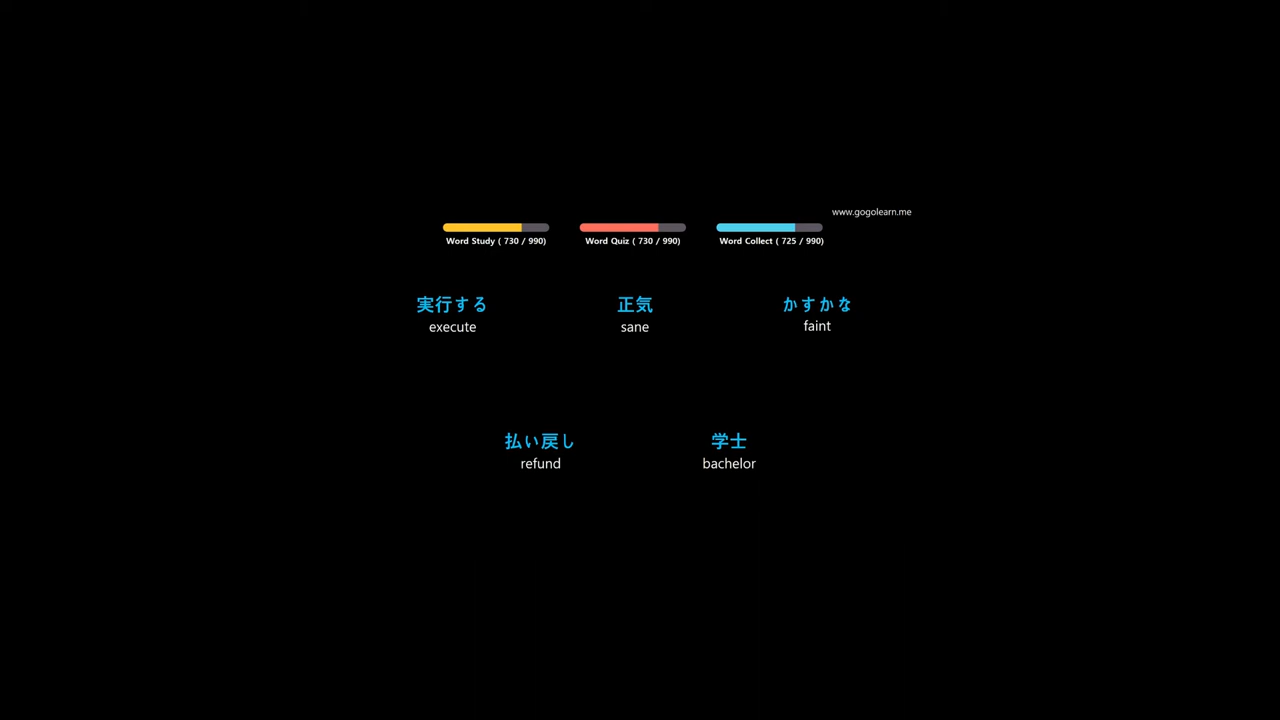 www.gogolearn.me
Word Study ( 730 / 990)
Word Quiz ( 730 / 990)
Word Collect ( 725 / 990)
実行する
execute
正気
sane
かすかな
faint
払い戻し
refund
学士
bachelor